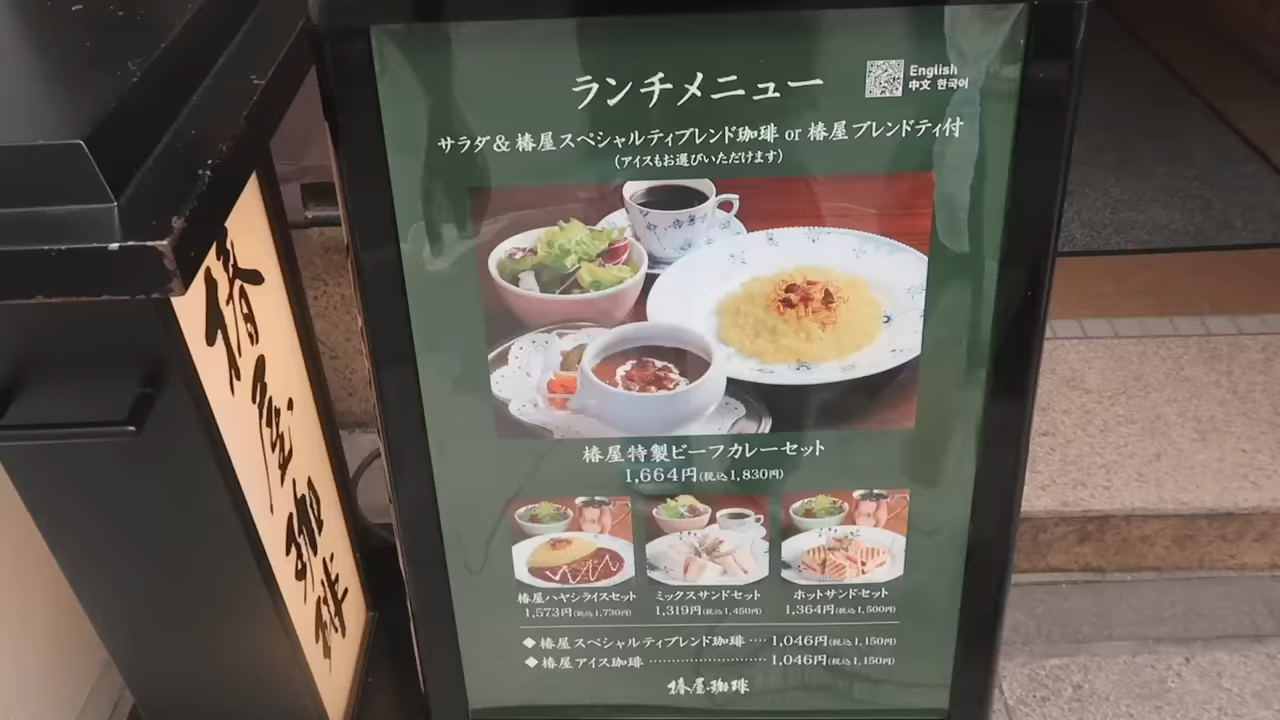 ランチメニュー
English
中文 한국어
サラダ& 椿屋スペシャルティブレンド珈琲 or 椿屋ブレンドティ付
(アイスもお選びいただけます)
椿屋特製ビーフカレーセット
1,664円(税込1,830円)
椿屋ハヤシライスセット
1,573円(税込1,730円)
ミックスサンドセット
1,319円(税込1,450円)
ホットサンドセット
1,364円(税込1,500円)
◆椿屋スペシャルティブレンド珈琲 ···· 1,046円(税込1,150円)
◆椿屋アイス珈琲 ························ 1,046円(税込1,150円)
椿屋珈琲
椿屋珈琲